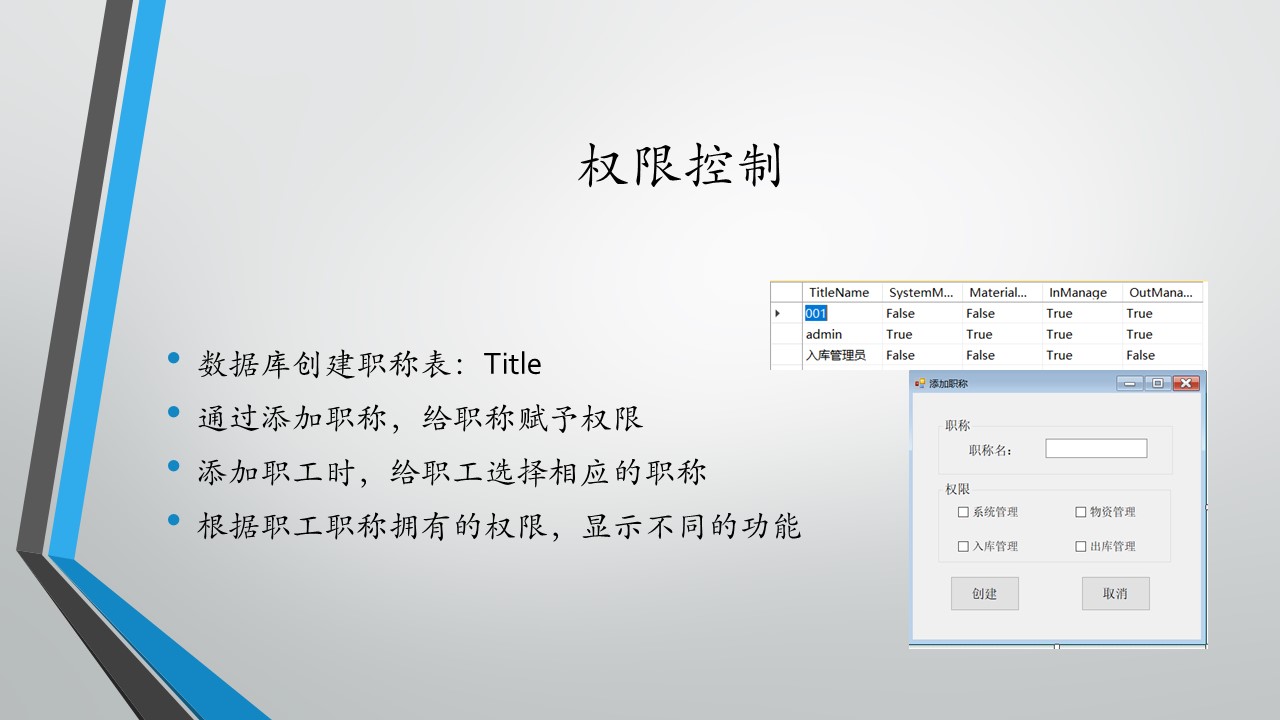 权限控制
数据库创建职称表：Title
通过添加职称，给职称赋予权限
添加职工时，给职工选择相应的职称
根据职工职称拥有的权限，显示不同的功能
TitleName SystemM... Material... InManage OutMana...
001 False False True True
admin True True True True
入库管理员 False False True False
添加职称
职称
职称名：
权限
系统管理 物资管理
入库管理 出库管理
创建 取消